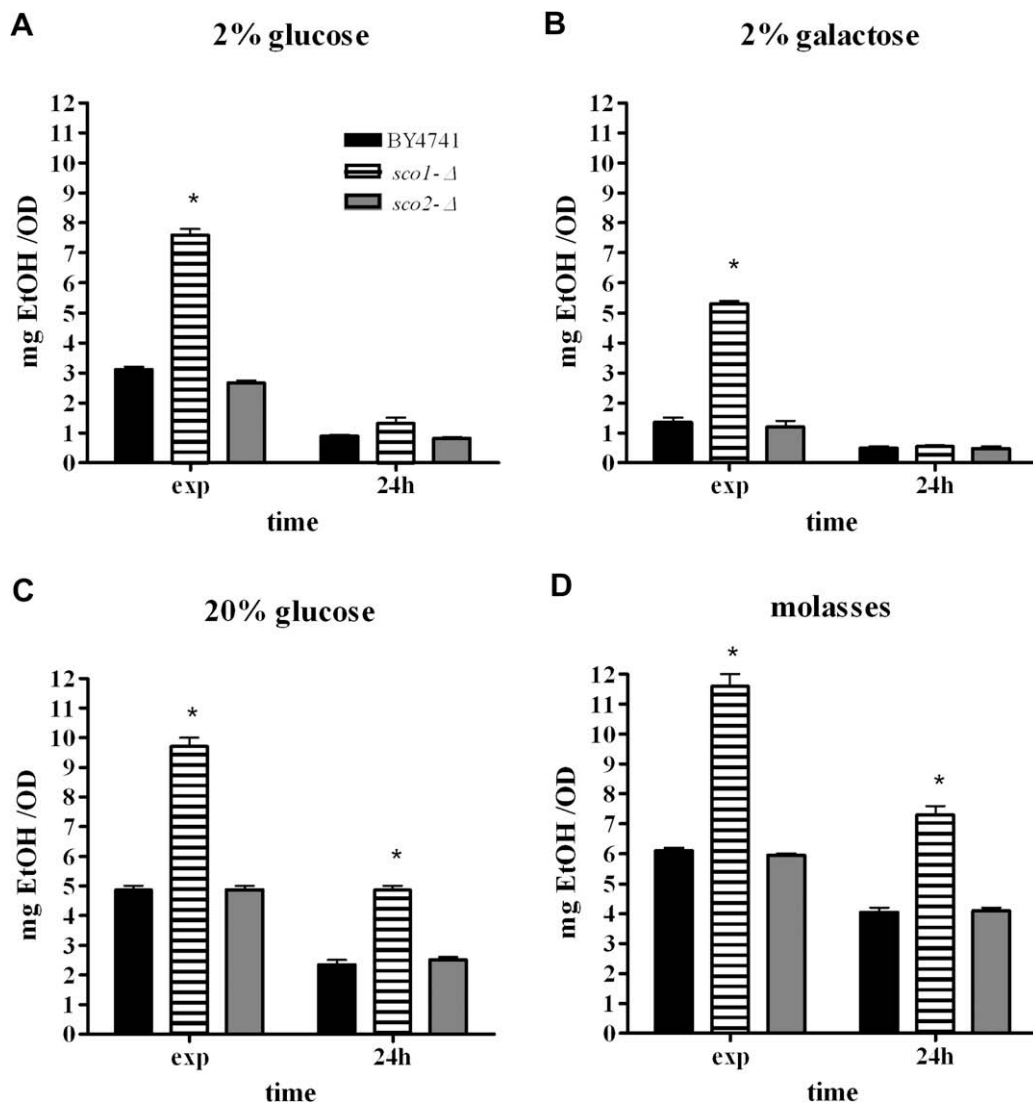 A
2% glucose
mg EtOH /OD
12
11
10
9
8
7
6
5
4
3
2
1
0
BY4741
sco1-Δ
sco2-Δ
*
exp
24h
time
B
2% galactose
mg EtOH /OD
12
11
10
9
8
7
6
5
4
3
2
1
0
*
exp
24h
time
C
20% glucose
mg EtOH /OD
12
11
10
9
8
7
6
5
4
3
2
1
0
*
*
exp
24h
time
D
molasses
mg EtOH /OD
12
11
10
9
8
7
6
5
4
3
2
1
0
*
*
exp
24h
time